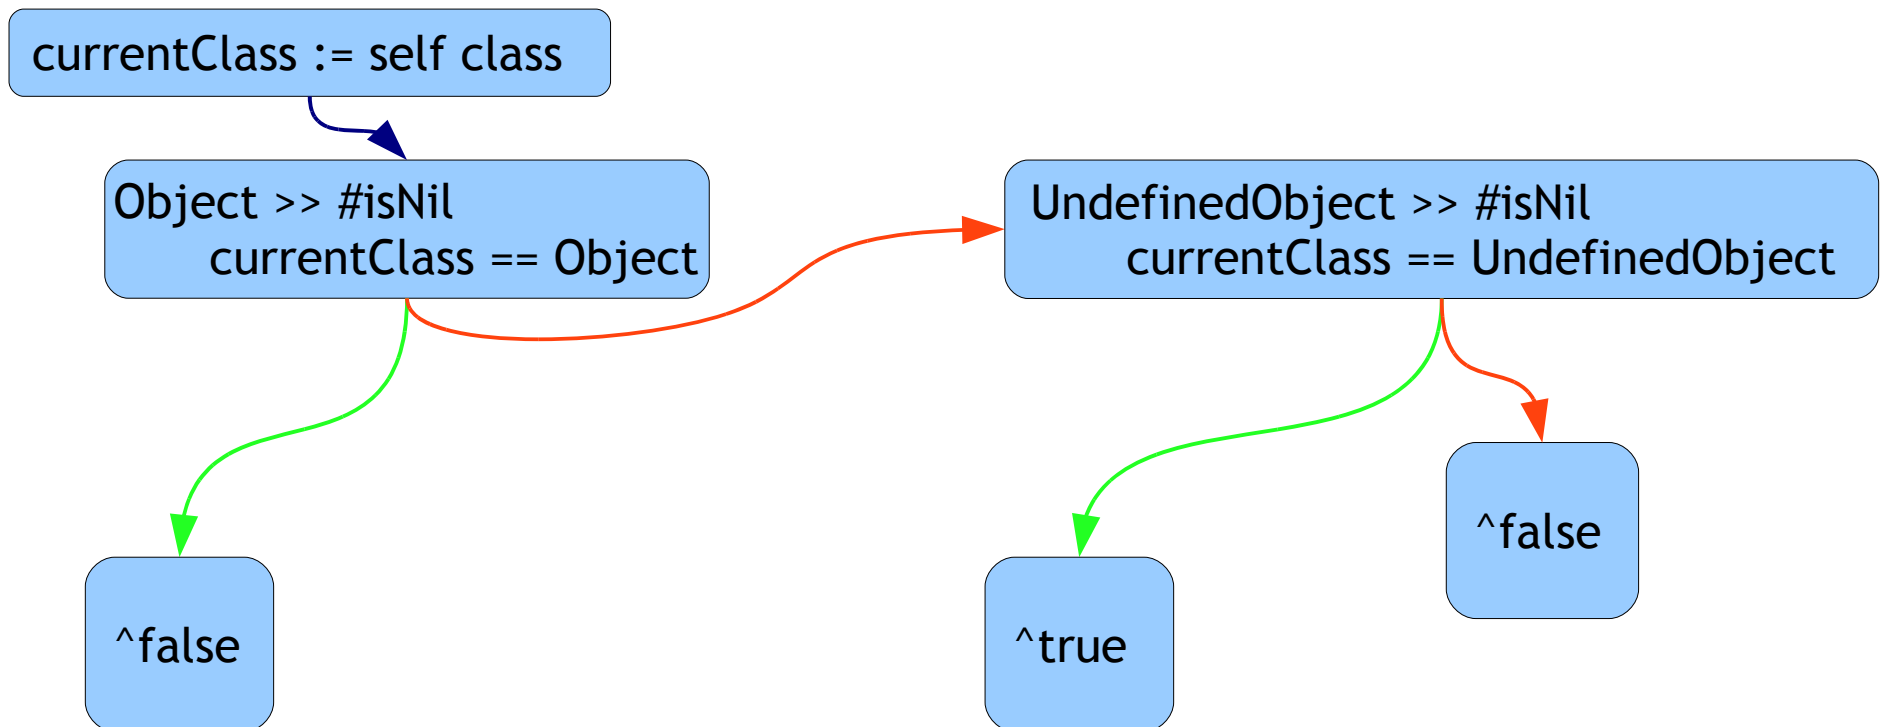 currentClass := self class
Object >> #isNil
currentClass == Object
UndefinedObject >> #isNil
currentClass == UndefinedObject
^false
^true
^false